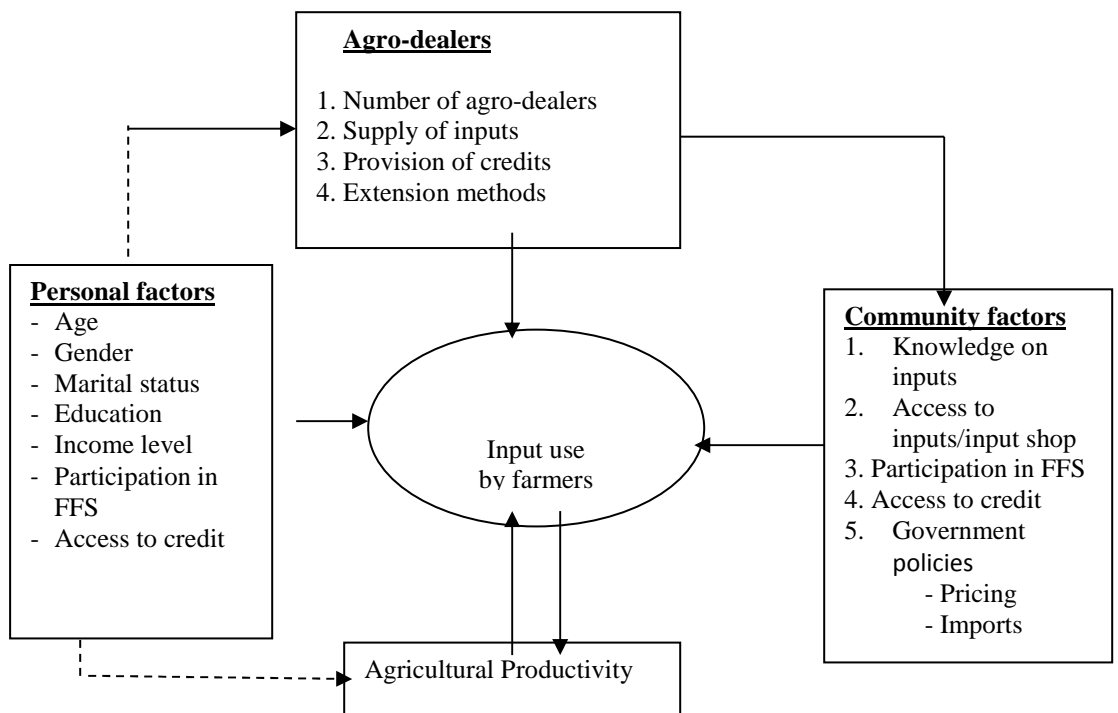 Agro-dealers
1. Number of agro-dealers
2. Supply of inputs
3. Provision of credits
4. Extension methods
Personal factors
- Age
- Gender
- Marital status
- Education
- Income level
- Participation in
FFS
- Access to credit
Input use
by farmers
Community factors
1. Knowledge on
inputs
2. Access to
inputs/input shop
3. Participation in FFS
4. Access to credit
5. Government
policies
- Pricing
- Imports
Agricultural Productivity